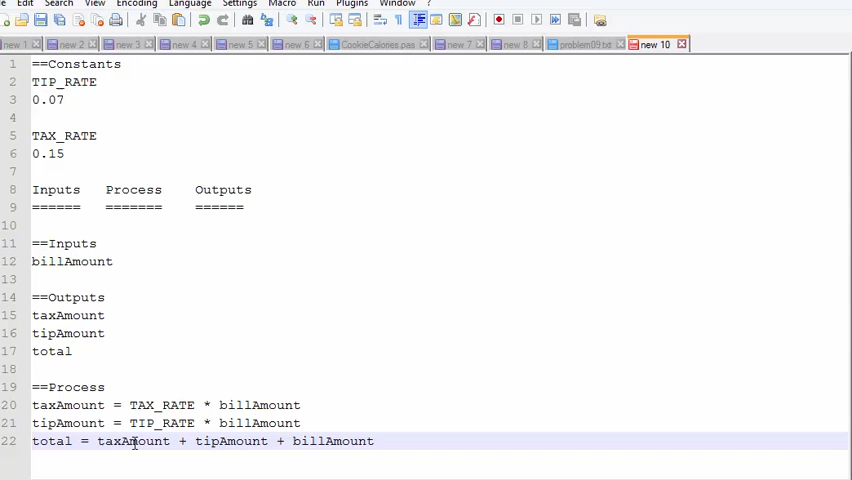 Edit Search View Encoding Language Settings Macro Run Plugins Window ?
new 1 new 2 new 3 new 4 new 5 new 6 CookieCalories.pas new 7 new 8 problem09.txt new 10
1 ==Constants
2 TIP_RATE
3 0.07
4
5 TAX_RATE
6 0.15
7
8 Inputs Process Outputs
9 ====== ======= ======
10
11 ==Inputs
12 billAmount
13
14 ==Outputs
15 taxAmount
16 tipAmount
17 total
18
19 ==Process
20 taxAmount = TAX_RATE * billAmount
21 tipAmount = TIP_RATE * billAmount
22 total = taxAmount + tipAmount + billAmount